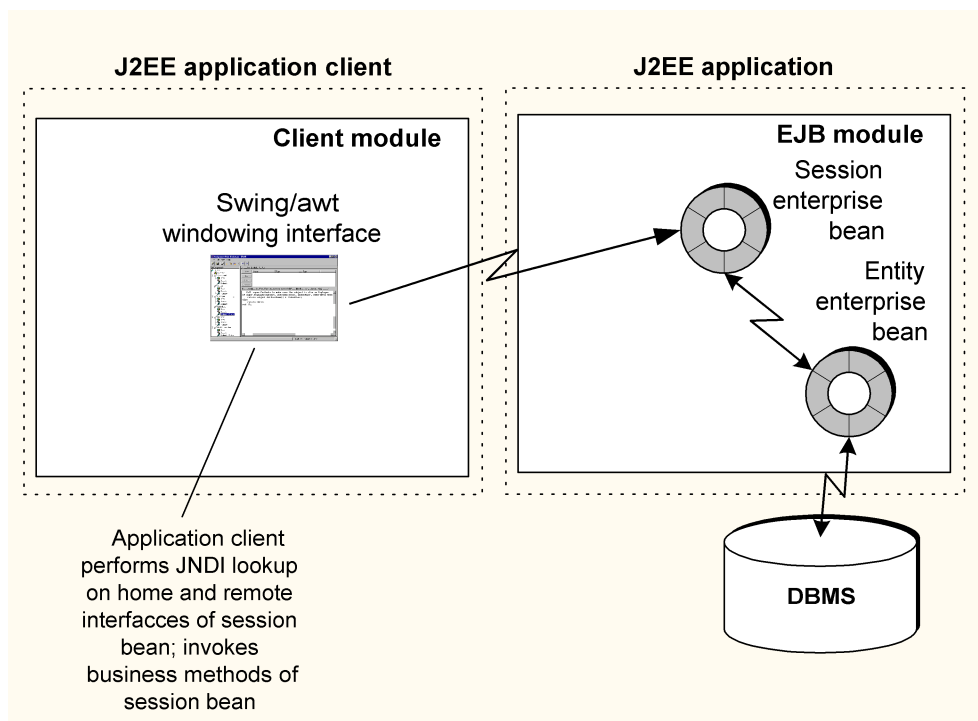 J2EE application client
J2EE application
Client module
EJB module
Swing/awt
windowing interface
Session
enterprise
bean
Entity
enterprise
bean
Application client
performs JNDI lookup
on home and remote
interfacces of session
bean; invokes
business methods of
session bean
DBMS